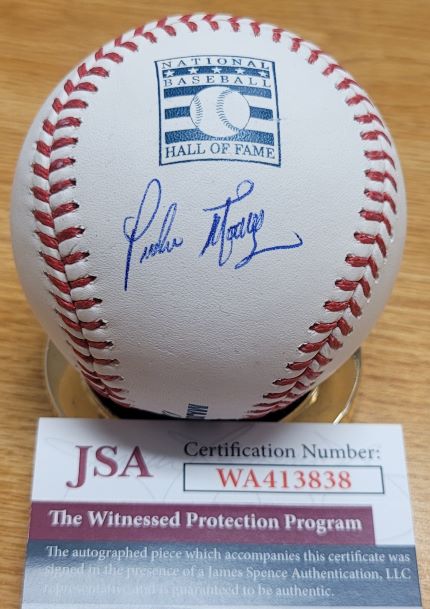 NATIONAL
BASEBALL
HALL OF FAME
MAJ
JSA
Certification Number:
WA413838
The Witnessed Protection Program
The autographed piece which accompanies this certificate was
signed in the presence of a James Spence Authentication, LLC
representative and is guaranteed to be authentic.